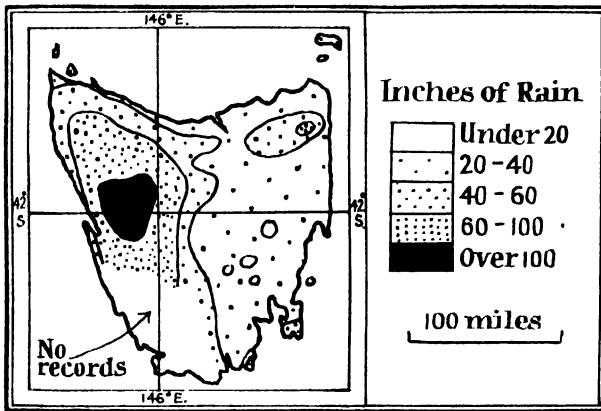 146° E.
42°
S
42°
S.
No
records
146° E.
Inches of Rain
Under 20
20-40
40-60
60-100
Over 100
100 miles